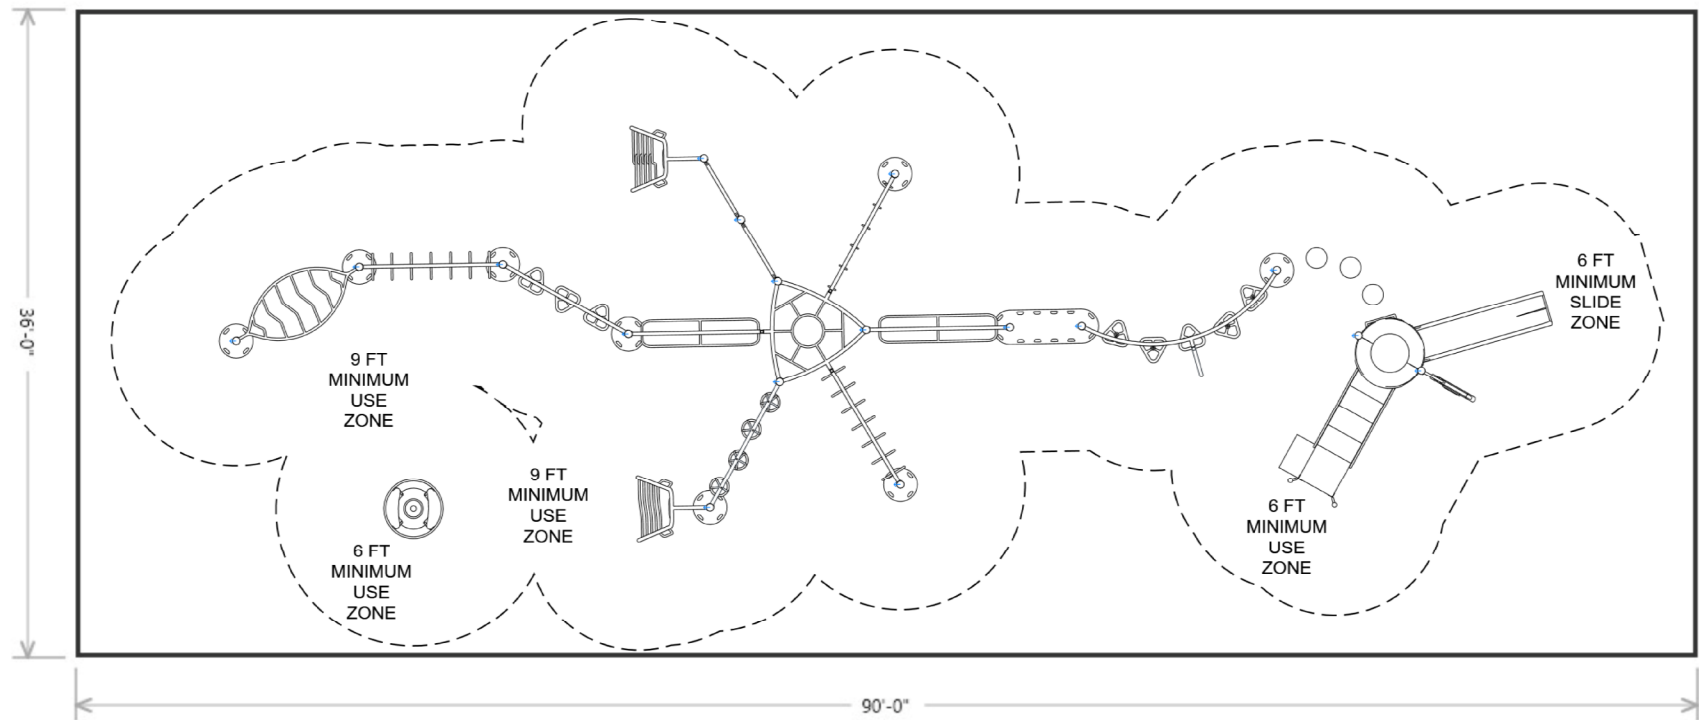 36'-0"
6 FT
MINIMUM
SLIDE
ZONE
9 FT
MINIMUM
USE
ZONE
9 FT
MINIMUM
USE
ZONE
6 FT
MINIMUM
USE
ZONE
6 FT
MINIMUM
USE
ZONE
90'-0"